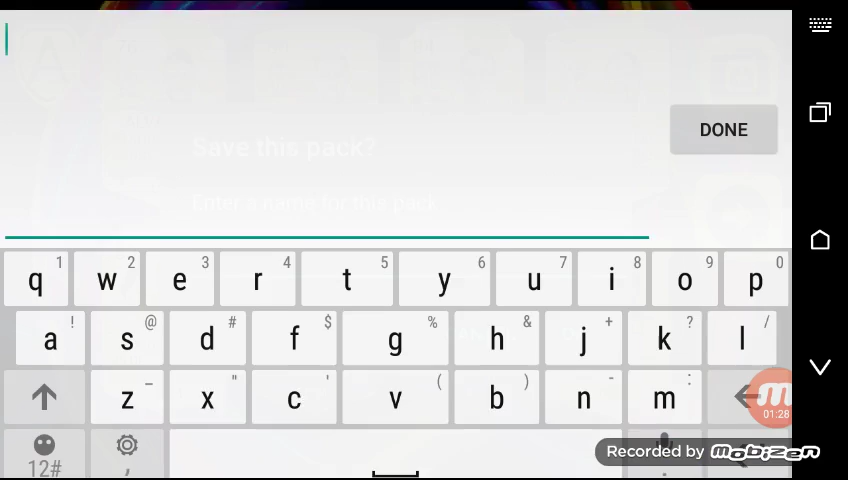 Save this pack?
Enter a name for this pack
DONE
q 1 w 2 e 3 r 4 t 5 y 6 u 7 i 8 o 9 p 0
a ! s @ d # f $ g % h & j + k ? l /
z _ x " c ' v ( b ) n - m :
01:28
12# , .
Recorded by mobizen